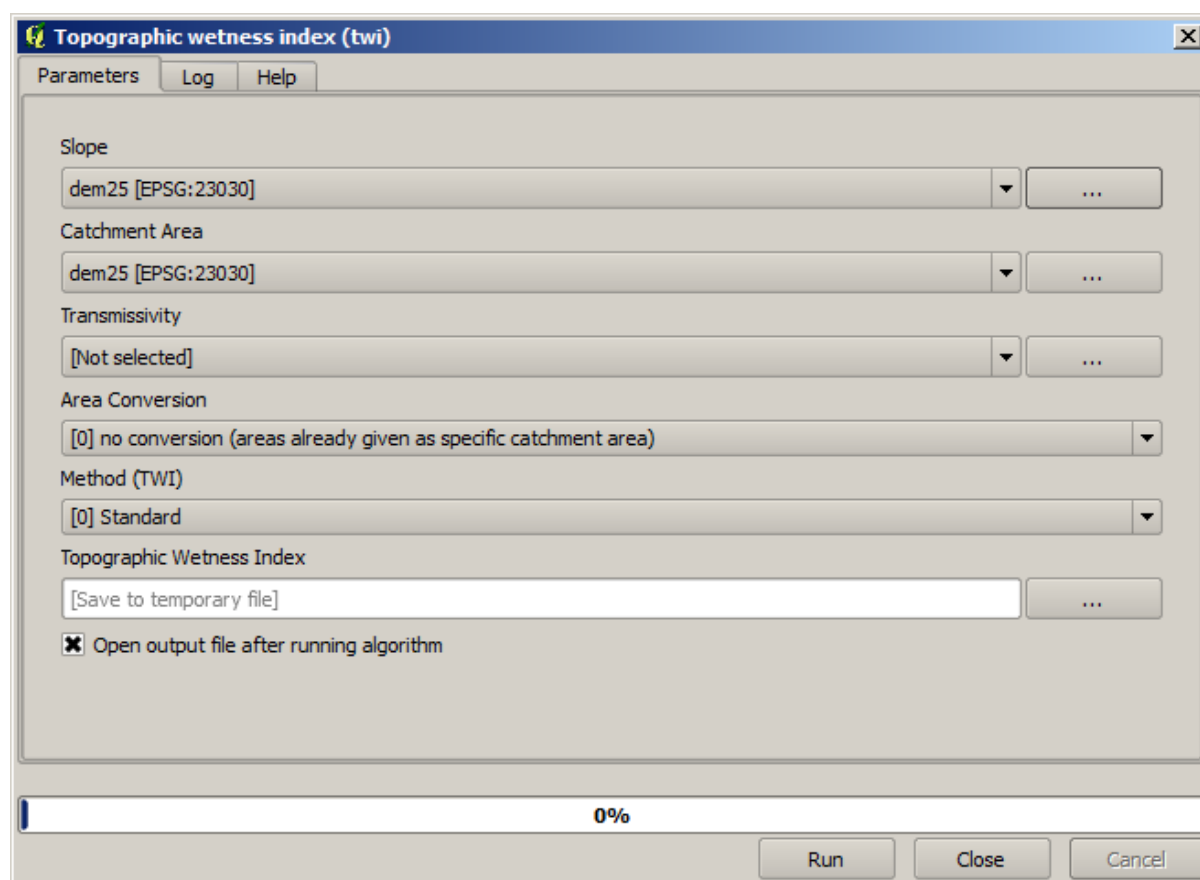 Topographic wetness index (twi)
Parameters Log Help
Slope
dem25 [EPSG:23030]
...
Catchment Area
dem25 [EPSG:23030]
...
Transmissivity
[Not selected]
...
Area Conversion
[0] no conversion (areas already given as specific catchment area)
Method (TWI)
[0] Standard
Topographic Wetness Index
[Save to temporary file]
...
Open output file after running algorithm
0%
Run Close Cancel